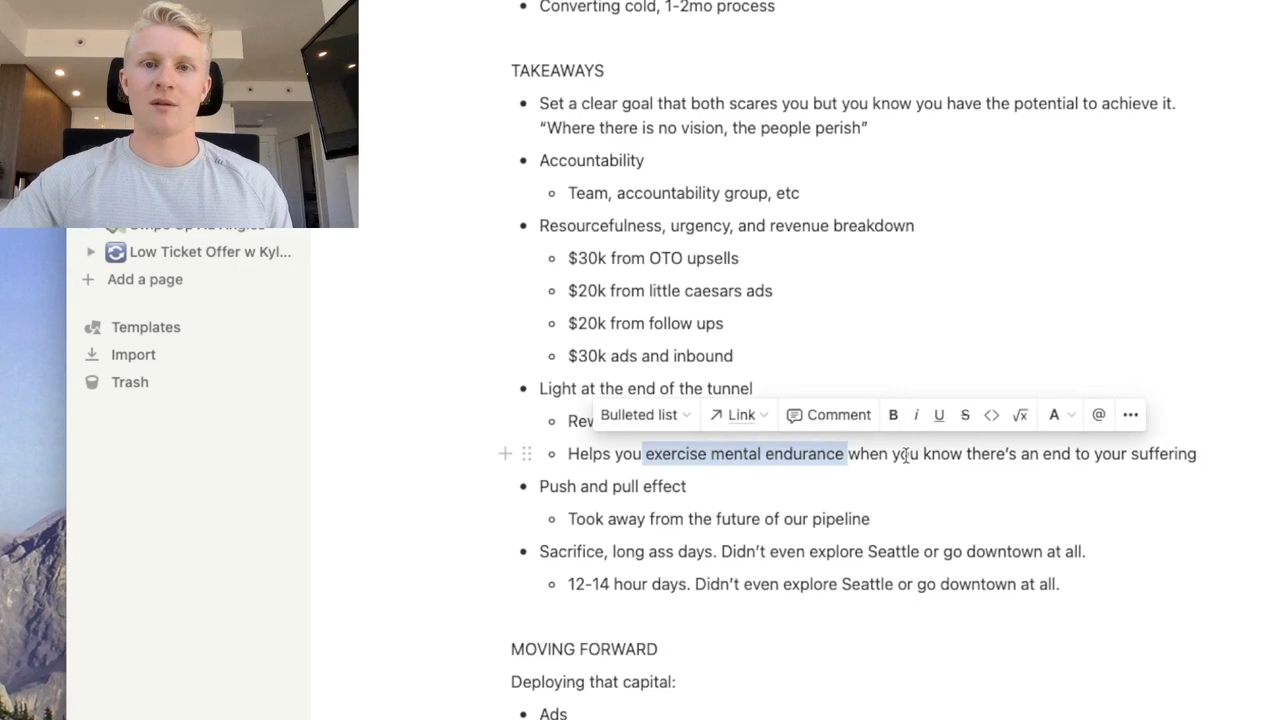 Converting cold, 1-2mo process
TAKEAWAYS
Set a clear goal that both scares you but you know you have the potential to achieve it.
“Where there is no vision, the people perish”
Accountability
Team, accountability group, etc
Resourcefulness, urgency, and revenue breakdown
$30k from OTO upsells
$20k from little caesars ads
$20k from follow ups
$30k ads and inbound
Light at the end of the tunnel
Bulleted list Link Comment B i U S <> √x A @ •••
Helps you exercise mental endurance when you know there’s an end to your suffering
Push and pull effect
Took away from the future of our pipeline
Sacrifice, long ass days. Didn’t even explore Seattle or go downtown at all.
12-14 hour days. Didn’t even explore Seattle or go downtown at all.
MOVING FORWARD
Deploying that capital:
Ads
Low Ticket Offer w Kyl...
Add a page
Templates
Import
Trash